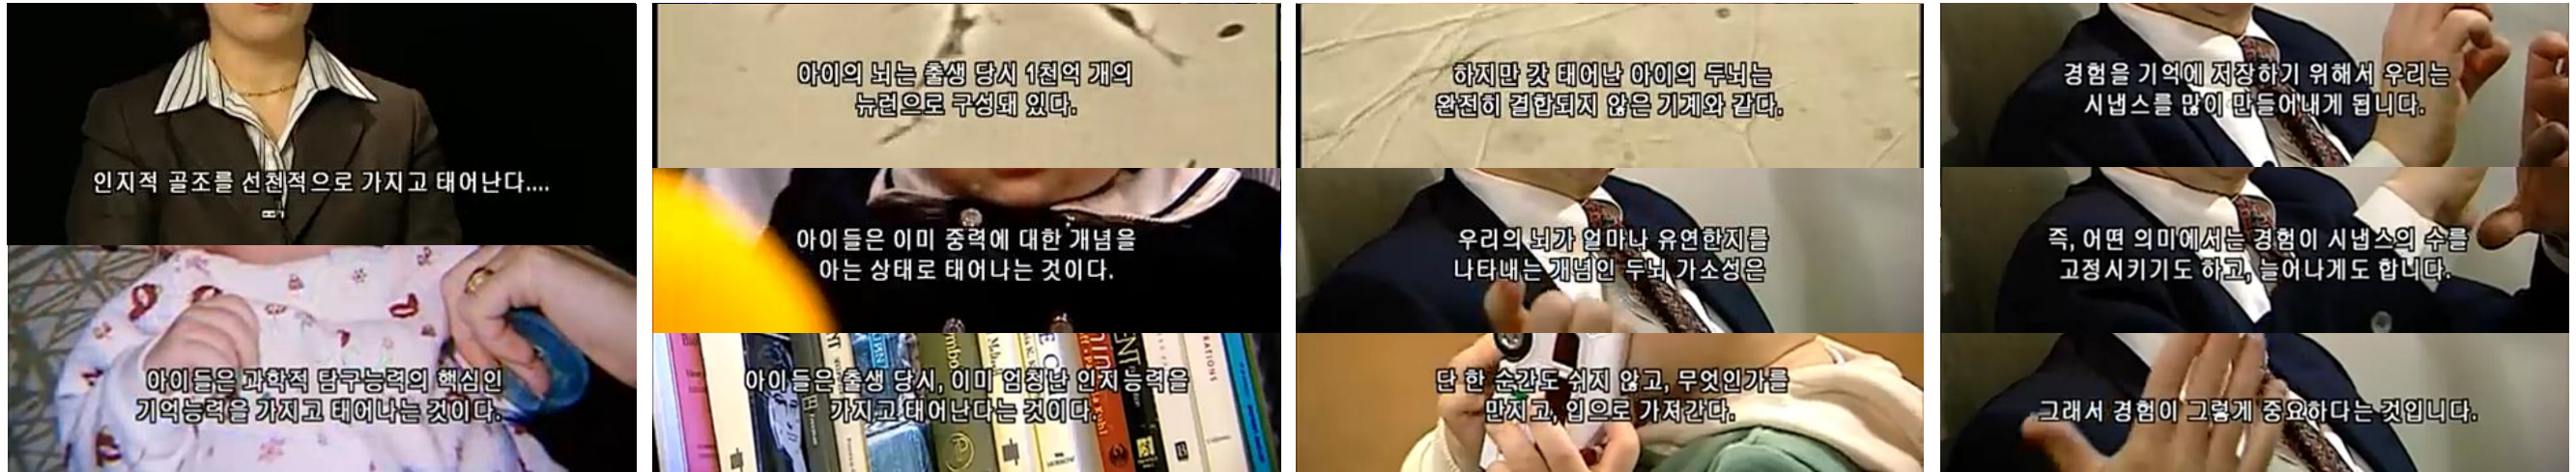 인지적 골조를 선천적으로 가지고 태어난다....
아이들은 과학적 탐구능력의 핵심인
기억능력을 가지고 태어나는 것이다.
아이의 뇌는 출생 당시 1천억 개의
뉴런으로 구성돼 있다.
아이들은 이미 중력에 대한 개념을
아는 상태로 태어나는 것이다.
아이들은 출생 당시, 이미 엄청난 인지능력을
가지고 태어난다는 것이다.
하지만 갓 태어난 아이의 두뇌는
완전히 결합되지 않은 기계와 같다.
우리의 뇌가 얼마나 유연한지를
나타내는 개념인 두뇌 가소성은
단 한 순간도 쉬지 않고, 무엇인가를
만지고, 입으로 가져간다.
경험을 기억에 저장하기 위해서 우리는
시냅스를 많이 만들어내게 됩니다.
즉, 어떤 의미에서는 경험이 시냅스의 수를
고정시키기도 하고, 늘어나게도 합니다.
그래서 경험이 그렇게 중요하다는 것입니다.